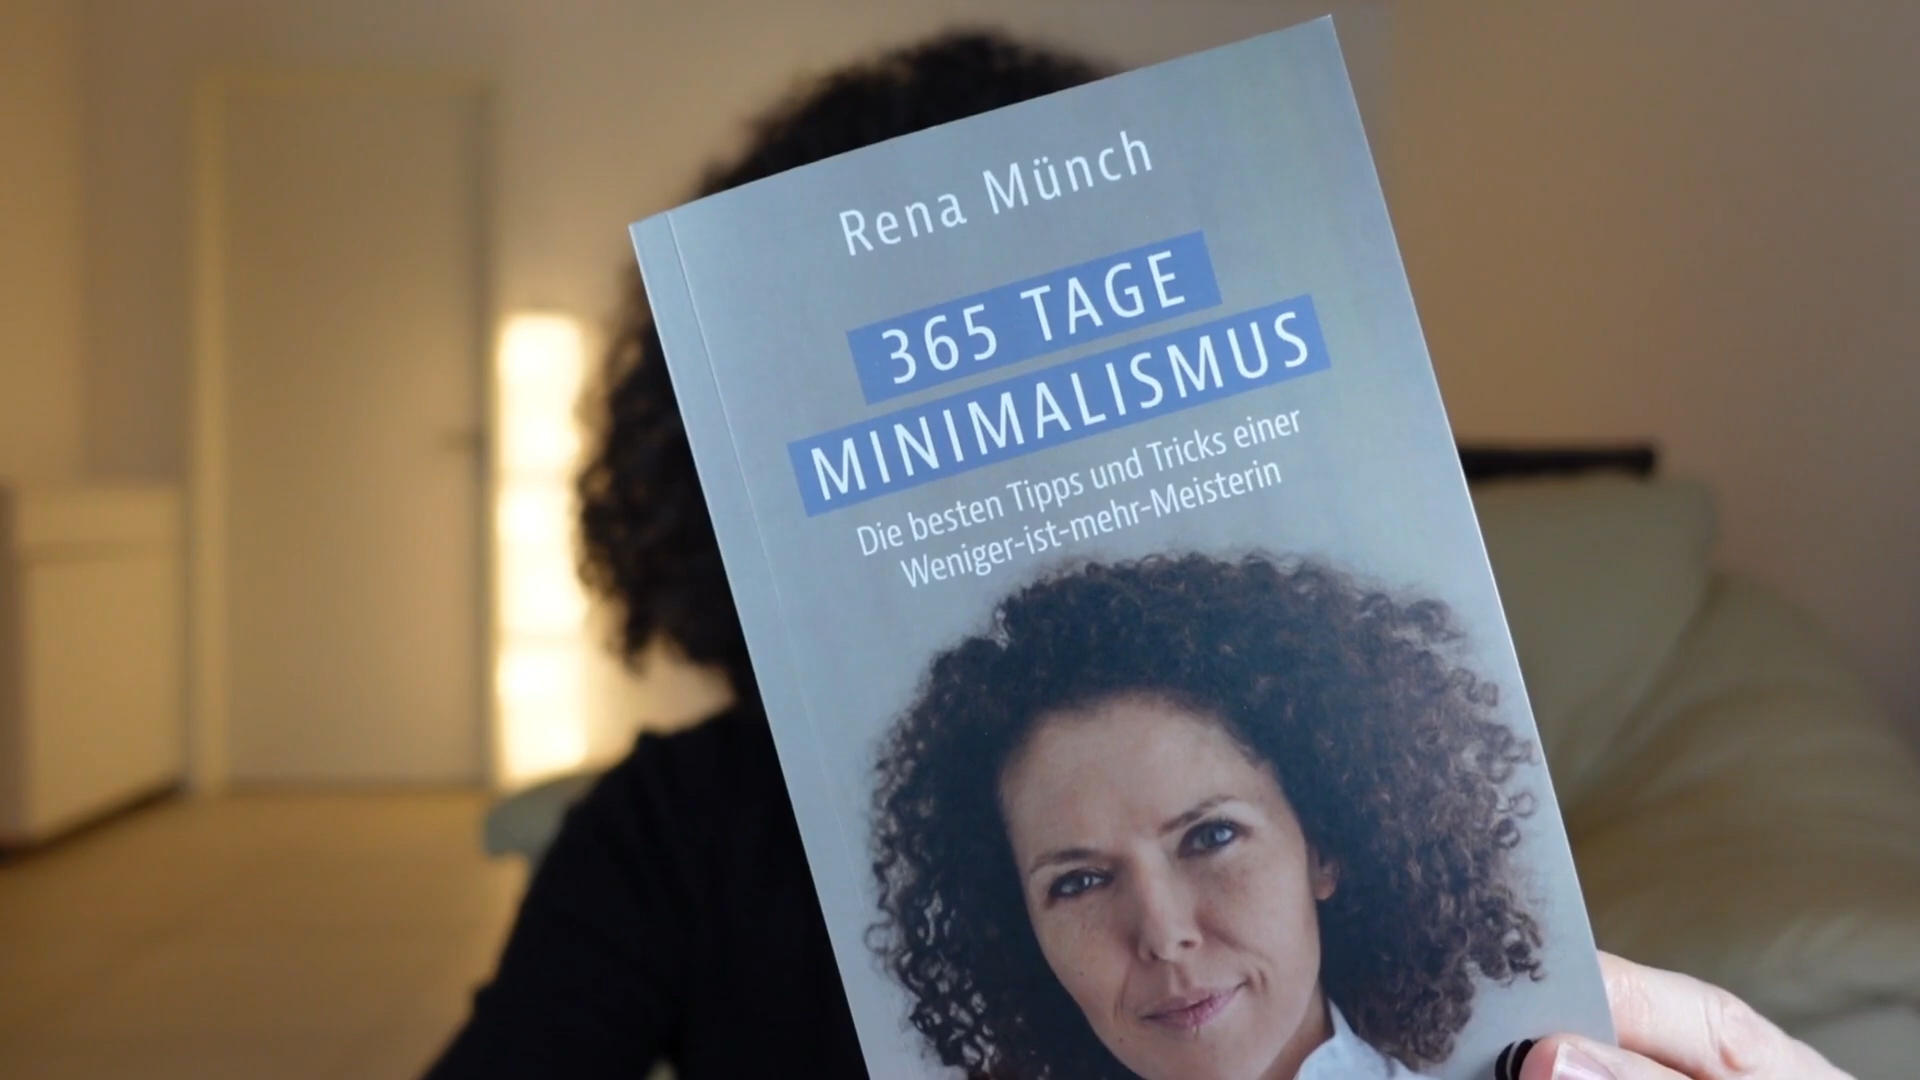 Rena Münch
365 TAGE
MINIMALISMUS
Die besten Tipps und Tricks einer
Weniger-ist-mehr-Meisterin